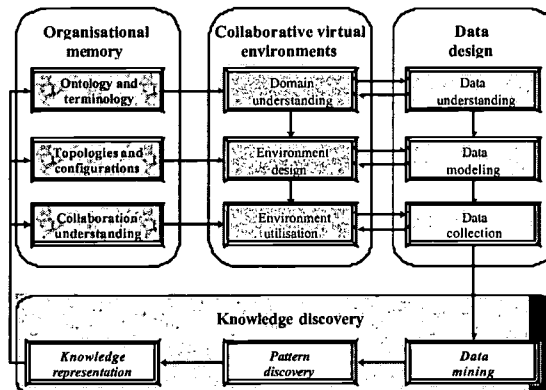 Organisational
memory
Collaborative virtual
environments
Data
design
Ontology and
terminology
Domain
understanding
Data
understanding
Topologies and
configurations
Environment
design
Data
modeling
Collaboration
understanding
Environment
utilisation
Data
collection
Knowledge discovery
Knowledge
representation
Pattern
discovery
Data
mining